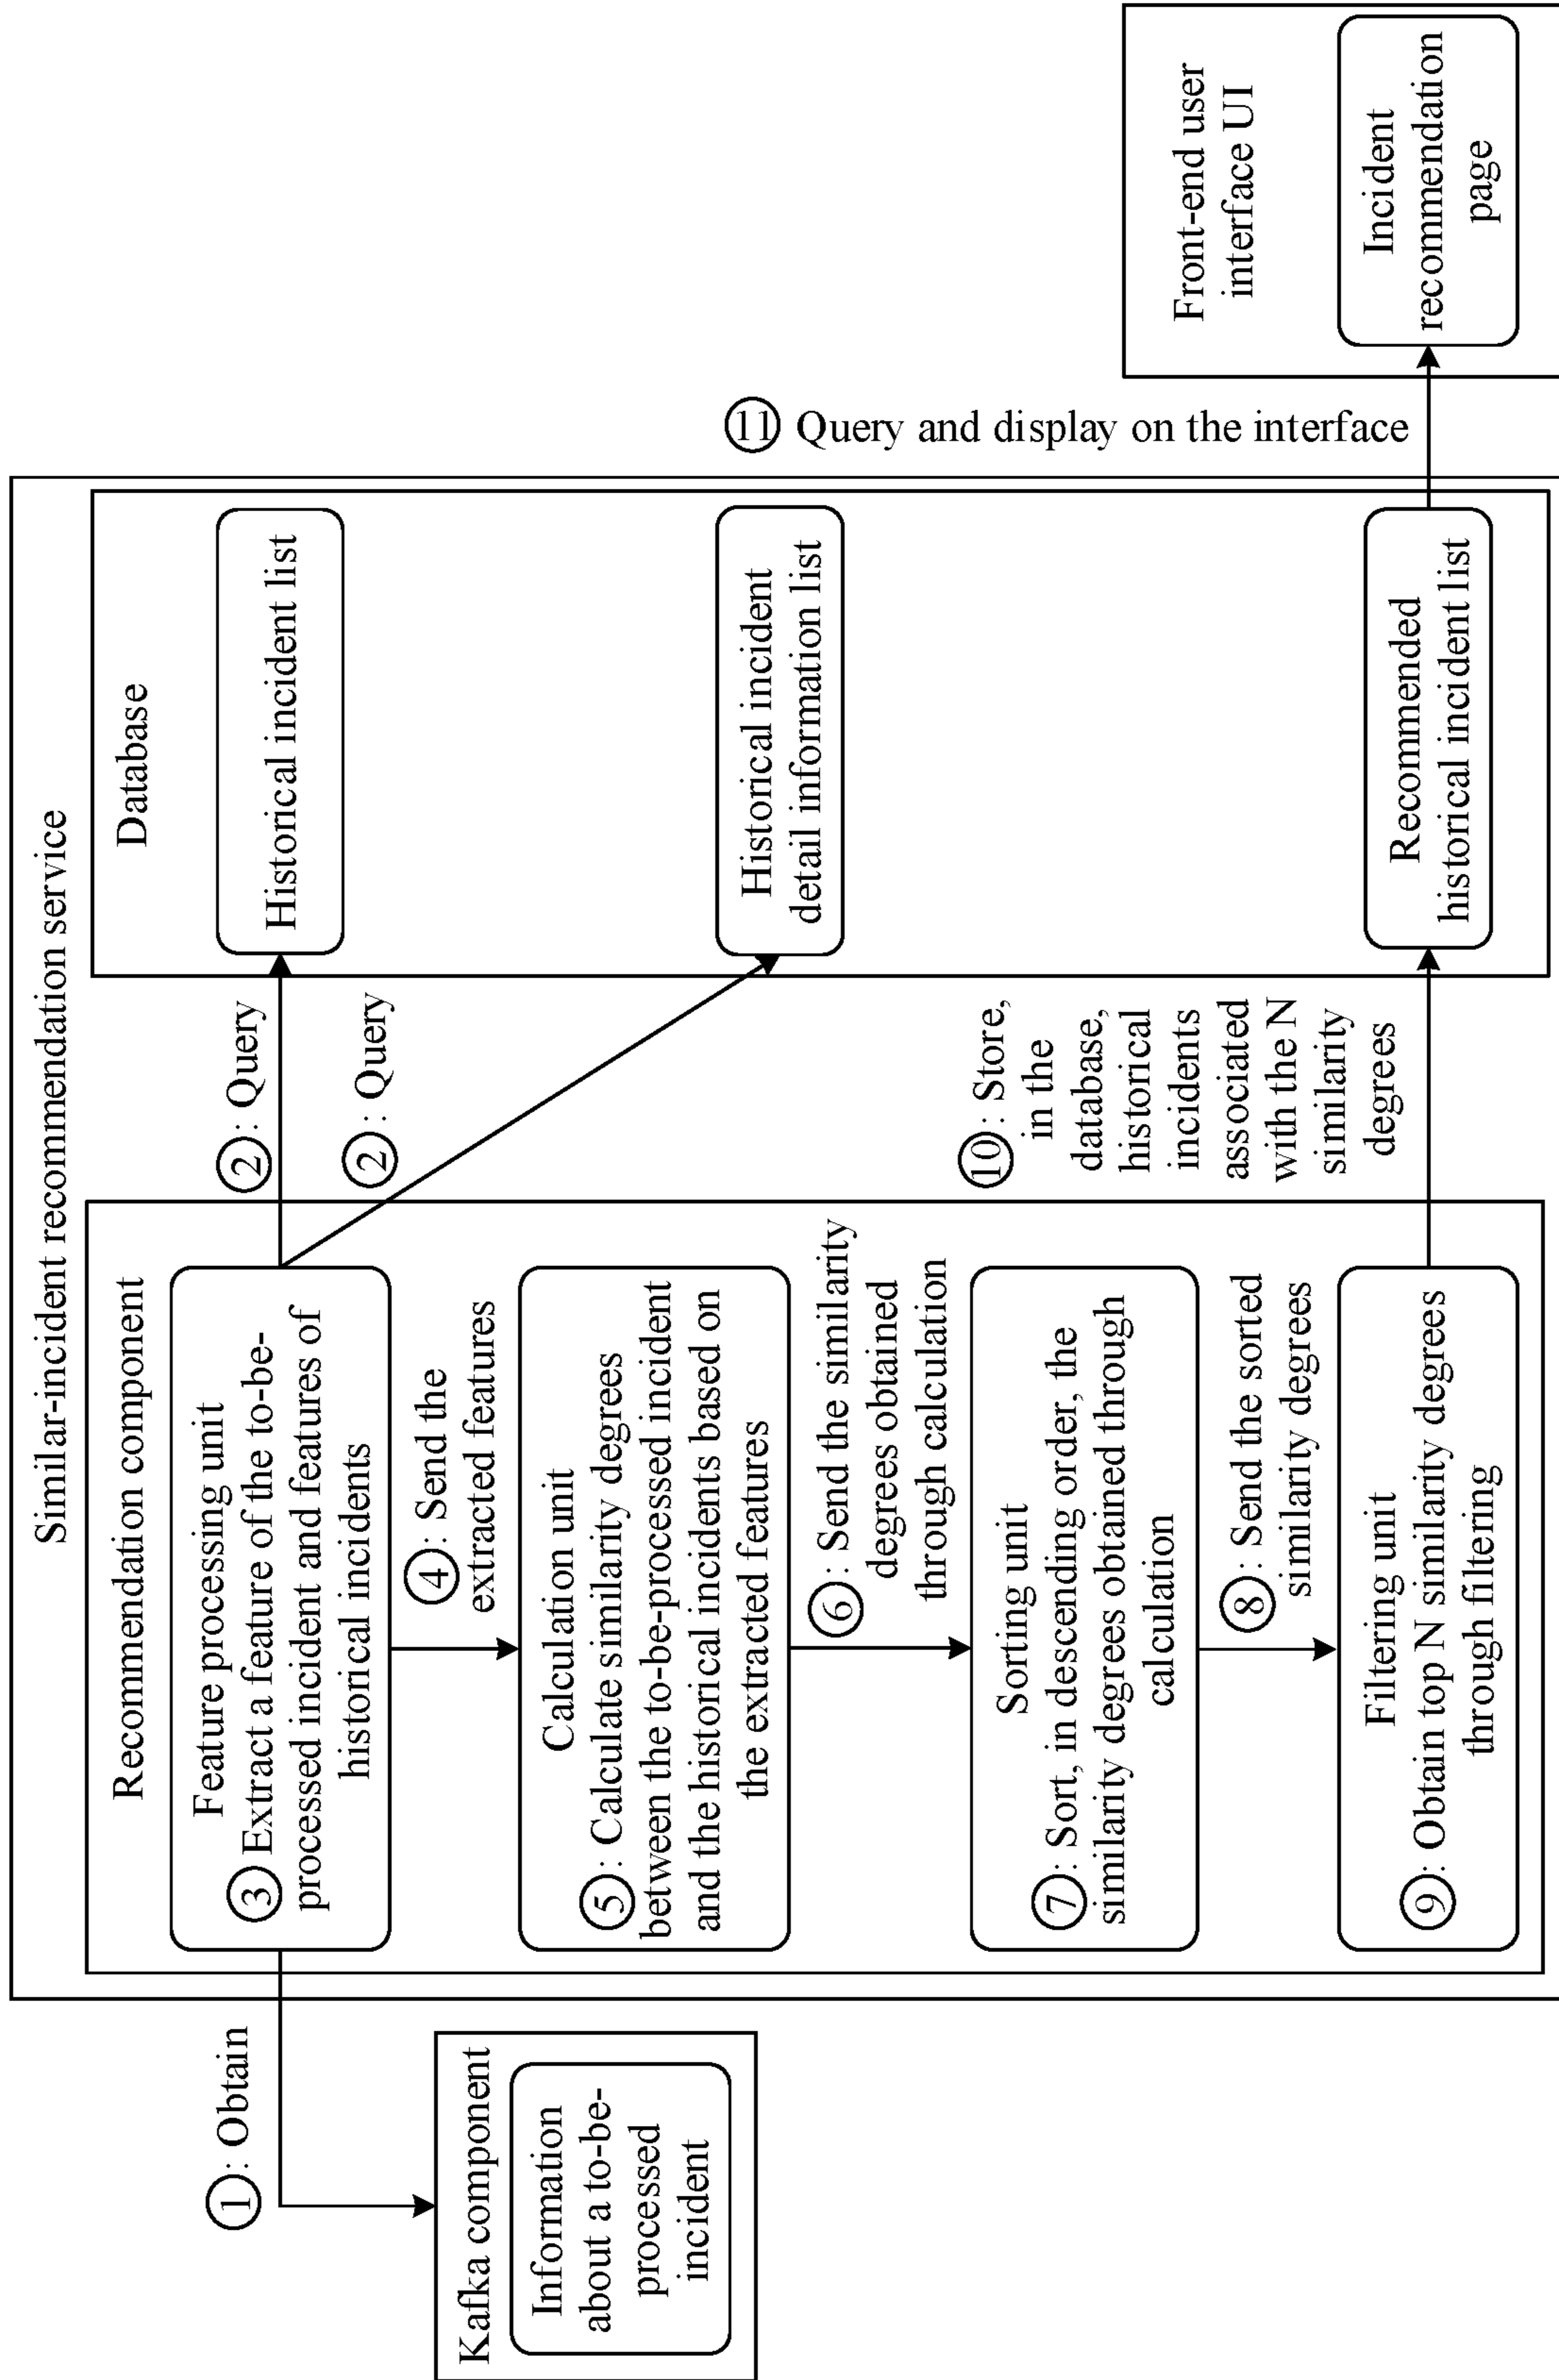 Similar-incident recommendation service
①: Obtain
Kafka component
Information
about a to-be-
processed
incident
Recommendation component
Feature processing unit
③ Extract a feature of the to-be-
processed incident and features of
historical incidents
④: Send the
extracted features
Calculation unit
⑤: Calculate similarity degrees
between the to-be-processed incident
and the historical incidents based on
the extracted features
⑥: Send the similarity
degrees obtained
through calculation
Sorting unit
⑦: Sort, in descending order, the
similarity degrees obtained through
calculation
⑧: Send the sorted
similarity degrees
Filtering unit
⑨: Obtain top N similarity degrees
through filtering
②: Query
②: Query
⑩: Store,
in the
database,
historical
incidents
associated
with the N
similarity
degrees
Database
Historical incident list
Historical incident
detail information list
Recommended
historical incident list
⑪ Query and display on the interface
Front-end user
interface UI
Incident
recommendation
page